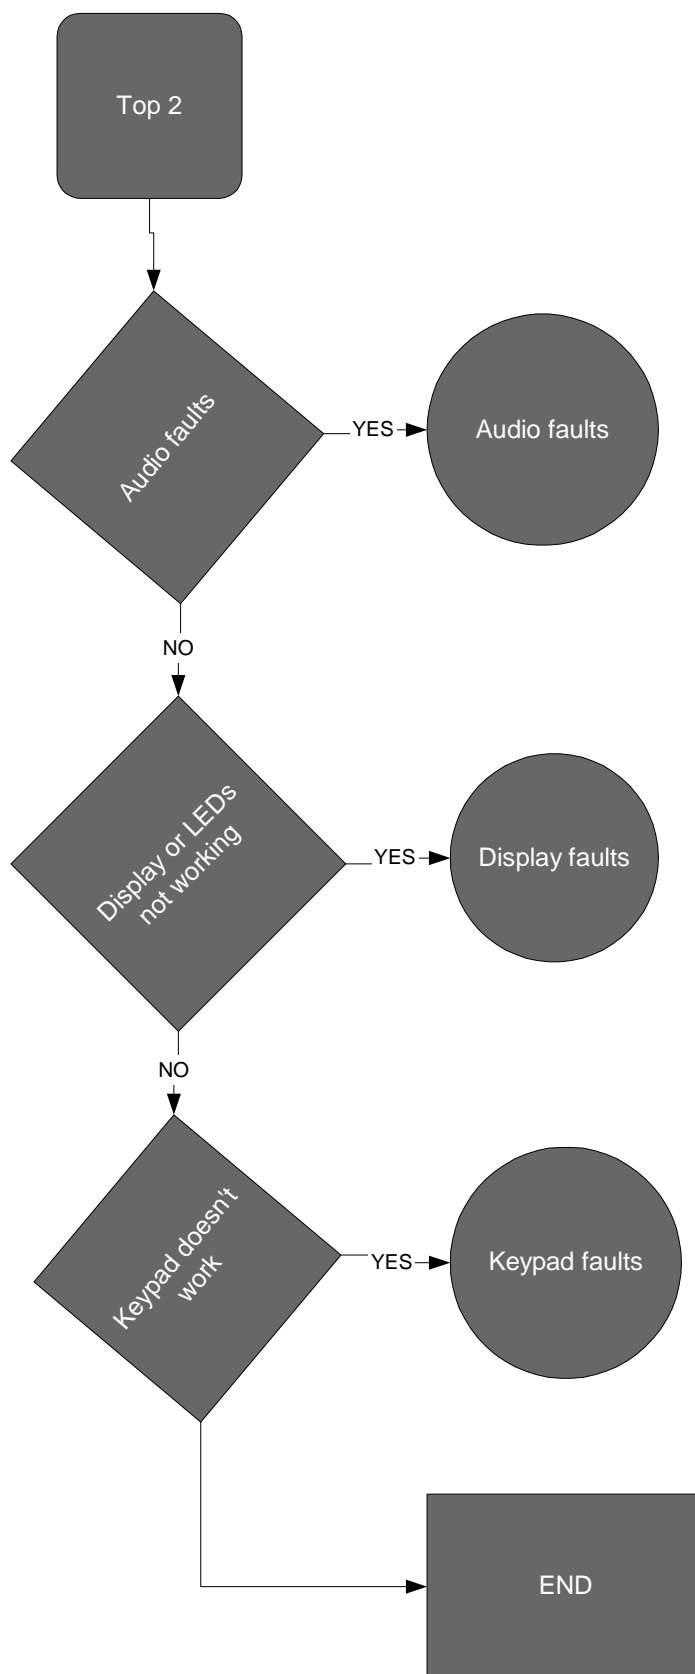 Top 2
Audio faults
YES
Audio faults
NO
Display or LEDs
not working
YES
Display faults
NO
Keypad doesn't
work
YES
Keypad faults
END